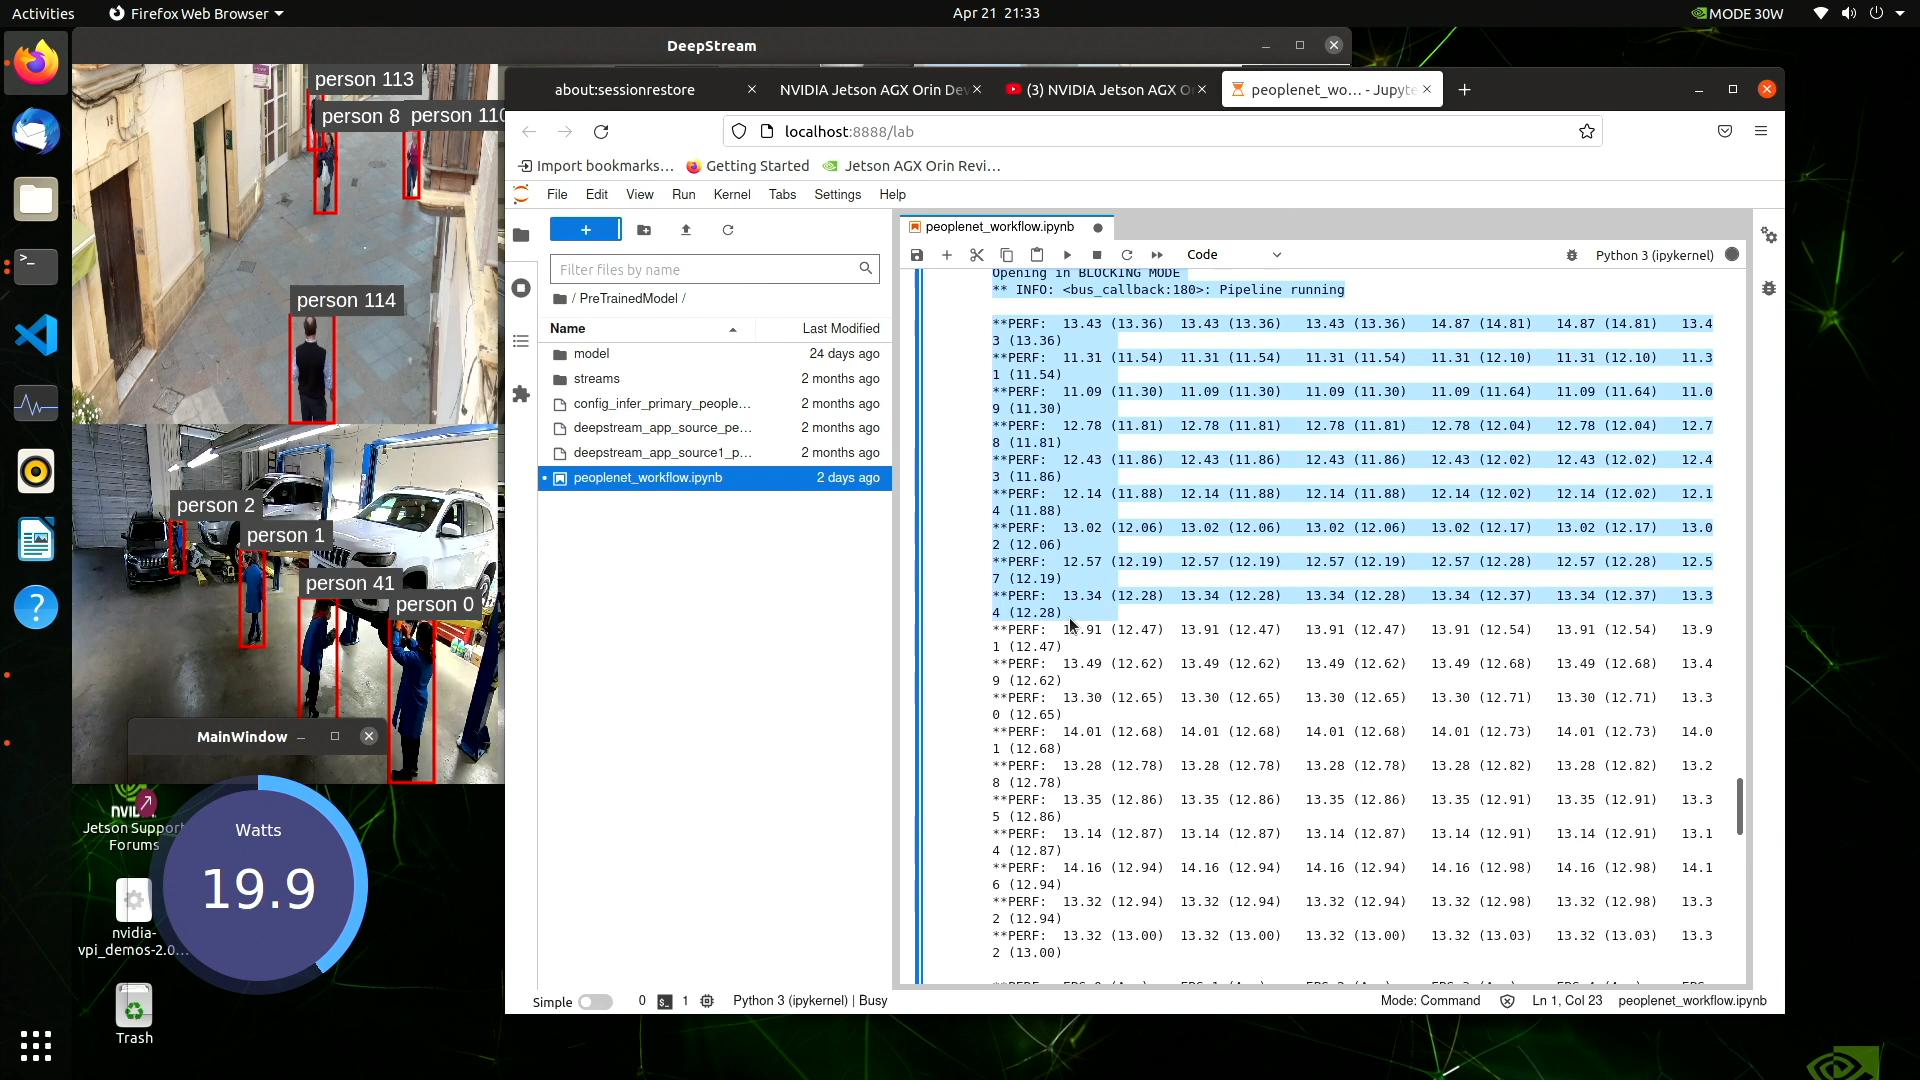 Activities
Firefox Web Browser
Apr 21 21:33
MODE 30W
DeepStream
person 113
person 8
person 110
person 114
person 2
person 1
person 41
person 0
MainWindow
Watts
19.9
Jetson Support
Forums
nvidia-
vpi_demos-2.0...
Trash
about:sessionrestore
NVIDIA Jetson AGX Orin De
(3) NVIDIA Jetson AGX O
peoplenet_wo… - Jupyte
localhost:8888/lab
Import bookmarks…
Getting Started
Jetson AGX Orin Revi…
File Edit View Run Kernel Tabs Settings Help
Filter files by name
/ PreTrainedModel /
Name Last Modified
model 24 days ago
streams 2 months ago
config_infer_primary_people... 2 months ago
deepstream_app_source_pe... 2 months ago
deepstream_app_source1_p... 2 months ago
peoplenet_workflow.ipynb 2 days ago
peoplenet_workflow.ipynb
Code
Python 3 (ipykernel)
Opening in BLOCKING MODE
** INFO: <bus_callback:180>: Pipeline running
**PERF: 13.43 (13.36) 13.43 (13.36) 13.43 (13.36) 14.87 (14.81) 14.87 (14.81) 13.4
3 (13.36)
**PERF: 11.31 (11.54) 11.31 (11.54) 11.31 (11.54) 11.31 (12.10) 11.31 (12.10) 11.3
1 (11.54)
**PERF: 11.09 (11.30) 11.09 (11.30) 11.09 (11.30) 11.09 (11.64) 11.09 (11.64) 11.0
9 (11.30)
**PERF: 12.78 (11.81) 12.78 (11.81) 12.78 (11.81) 12.78 (12.04) 12.78 (12.04) 12.7
8 (11.81)
**PERF: 12.43 (11.86) 12.43 (11.86) 12.43 (11.86) 12.43 (12.02) 12.43 (12.02) 12.4
3 (11.86)
**PERF: 12.14 (11.88) 12.14 (11.88) 12.14 (11.88) 12.14 (12.02) 12.14 (12.02) 12.1
4 (11.88)
**PERF: 13.02 (12.06) 13.02 (12.06) 13.02 (12.06) 13.02 (12.17) 13.02 (12.17) 13.0
2 (12.06)
**PERF: 12.57 (12.19) 12.57 (12.19) 12.57 (12.19) 12.57 (12.28) 12.57 (12.28) 12.5
7 (12.19)
**PERF: 13.34 (12.28) 13.34 (12.28) 13.34 (12.28) 13.34 (12.37) 13.34 (12.37) 13.3
4 (12.28)
**PERF: 13.91 (12.47) 13.91 (12.47) 13.91 (12.47) 13.91 (12.54) 13.91 (12.54) 13.9
1 (12.47)
**PERF: 13.49 (12.62) 13.49 (12.62) 13.49 (12.62) 13.49 (12.68) 13.49 (12.68) 13.4
9 (12.62)
**PERF: 13.30 (12.65) 13.30 (12.65) 13.30 (12.65) 13.30 (12.71) 13.30 (12.71) 13.3
0 (12.65)
**PERF: 14.01 (12.68) 14.01 (12.68) 14.01 (12.68) 14.01 (12.73) 14.01 (12.73) 14.0
1 (12.68)
**PERF: 13.28 (12.78) 13.28 (12.78) 13.28 (12.78) 13.28 (12.82) 13.28 (12.82) 13.2
8 (12.78)
**PERF: 13.35 (12.86) 13.35 (12.86) 13.35 (12.86) 13.35 (12.91) 13.35 (12.91) 13.3
5 (12.86)
**PERF: 13.14 (12.87) 13.14 (12.87) 13.14 (12.87) 13.14 (12.91) 13.14 (12.91) 13.1
4 (12.87)
**PERF: 14.16 (12.94) 14.16 (12.94) 14.16 (12.94) 14.16 (12.98) 14.16 (12.98) 14.1
6 (12.94)
**PERF: 13.32 (12.94) 13.32 (12.94) 13.32 (12.94) 13.32 (12.98) 13.32 (12.98) 13.3
2 (12.94)
**PERF: 13.32 (13.00) 13.32 (13.00) 13.32 (13.00) 13.32 (13.03) 13.32 (13.03) 13.3
2 (13.00)
Simple 0 1 Python 3 (ipykernel) | Busy
Mode: Command
Ln 1, Col 23
peoplenet_workflow.ipynb